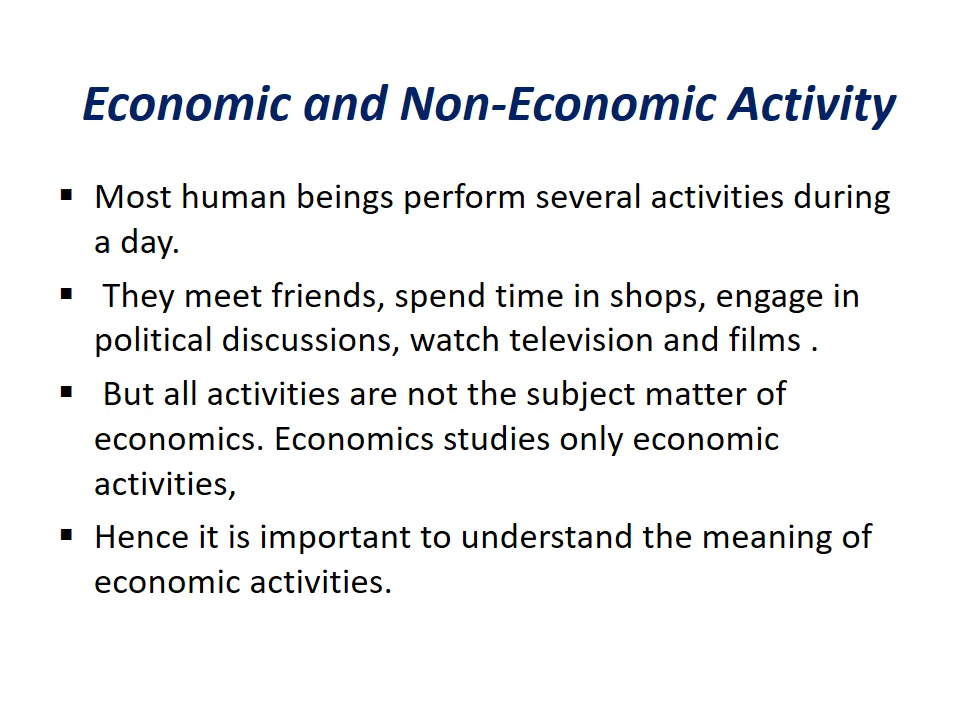 Economic and Non-Economic Activity
▪ Most human beings perform several activities during
a day.
▪ They meet friends, spend time in shops, engage in
political discussions, watch television and films .
▪ But all activities are not the subject matter of
economics. Economics studies only economic
activities,
▪ Hence it is important to understand the meaning of
economic activities.